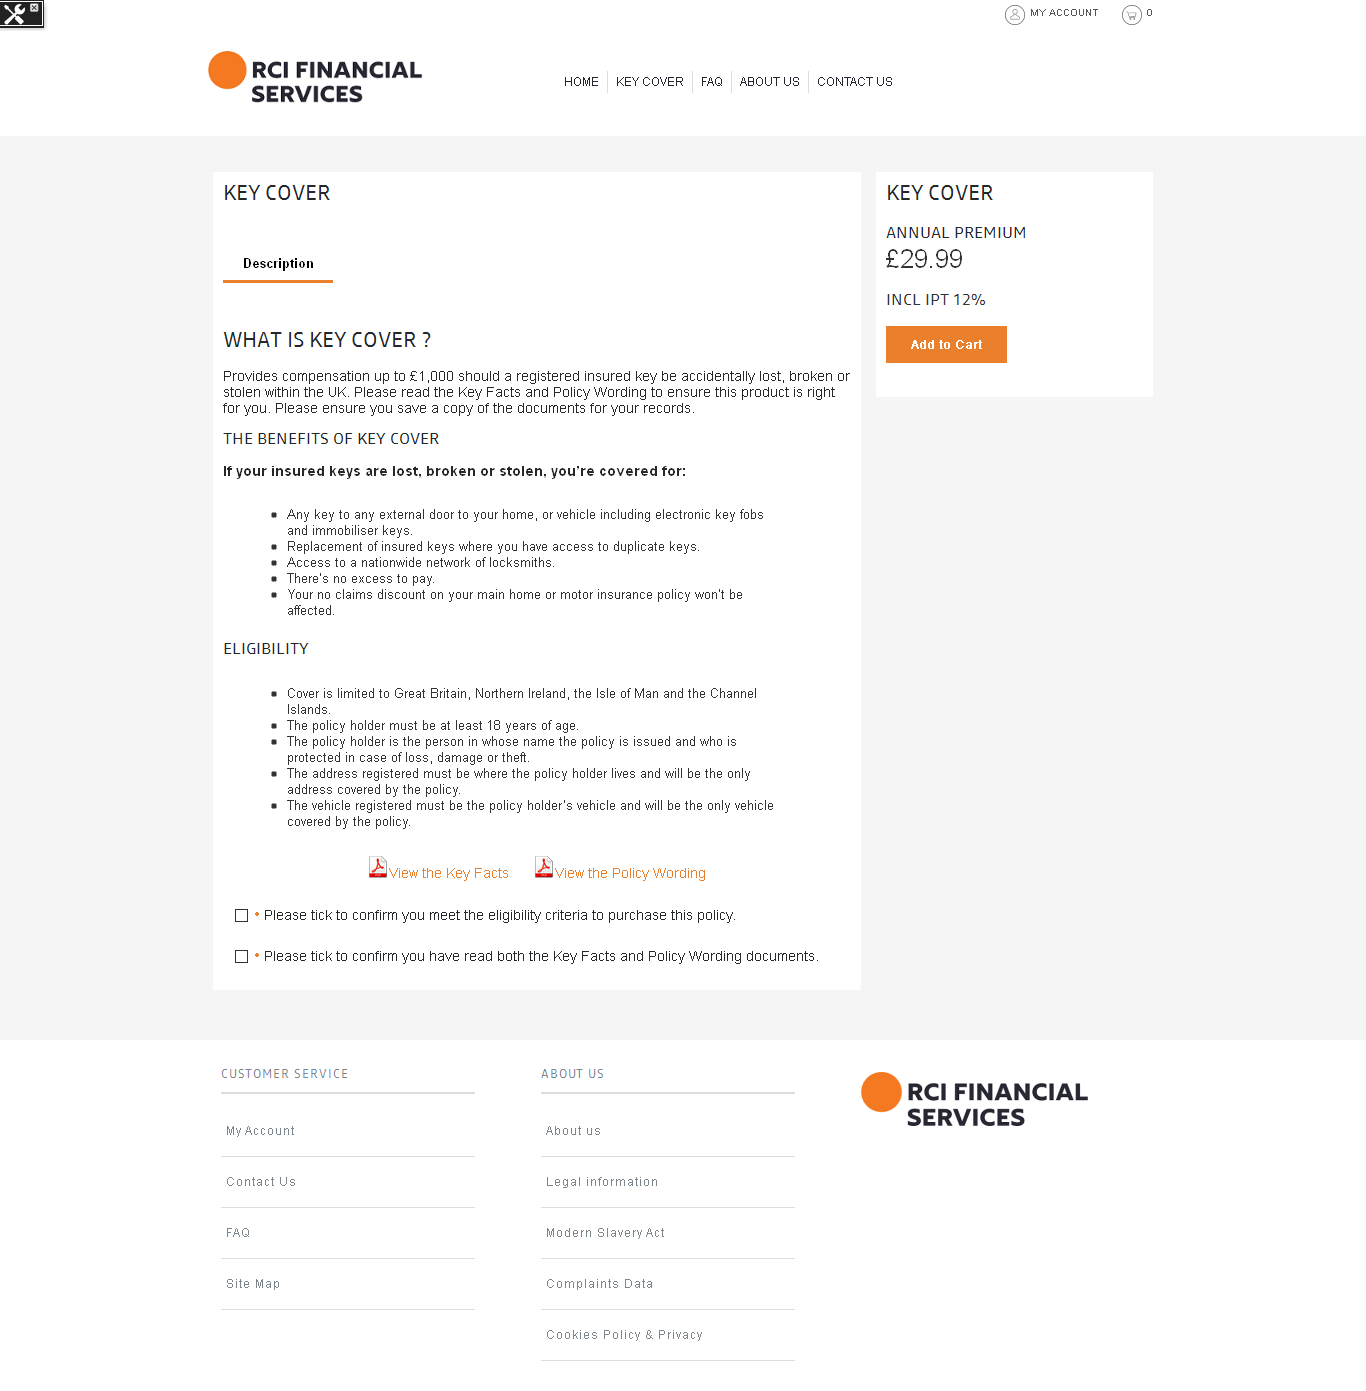 MY ACCOUNT
0
RCI FINANCIAL
SERVICES
HOME
KEY COVER
FAQ
ABOUT US
CONTACT US
KEY COVER
Description
WHAT IS KEY COVER ?
Provides compensation up to £1,000 should a registered insured key be accidentally lost, broken or
stolen within the UK. Please read the Key Facts and Policy Wording to ensure this product is right
for you. Please ensure you save a copy of the documents for your records.
THE BENEFITS OF KEY COVER
If your insured keys are lost, broken or stolen, you're covered for:
Any key to any external door to your home, or vehicle including electronic key fobs
and immobiliser keys.
Replacement of insured keys where you have access to duplicate keys.
Access to a nationwide network of locksmiths.
There's no excess to pay.
Your no claims discount on your main home or motor insurance policy won't be
affected.
ELIGIBILITY
Cover is limited to Great Britain, Northern Ireland, the Isle of Man and the Channel
Islands.
The policy holder must be at least 18 years of age.
The policy holder is the person in whose name the policy is issued and who is
protected in case of loss, damage or theft.
The address registered must be where the policy holder lives and will be the only
address covered by the policy.
The vehicle registered must be the policy holder's vehicle and will be the only vehicle
covered by the policy.
View the Key Facts
View the Policy Wording
* Please tick to confirm you meet the eligibility criteria to purchase this policy.
* Please tick to confirm you have read both the Key Facts and Policy Wording documents.
KEY COVER
ANNUAL PREMIUM
£29.99
INCL IPT 12%
Add to Cart
CUSTOMER SERVICE
My Account
Contact Us
FAQ
Site Map
ABOUT US
About us
Legal information
Modern Slavery Act
Complaints Data
Cookies Policy & Privacy
RCI FINANCIAL
SERVICES